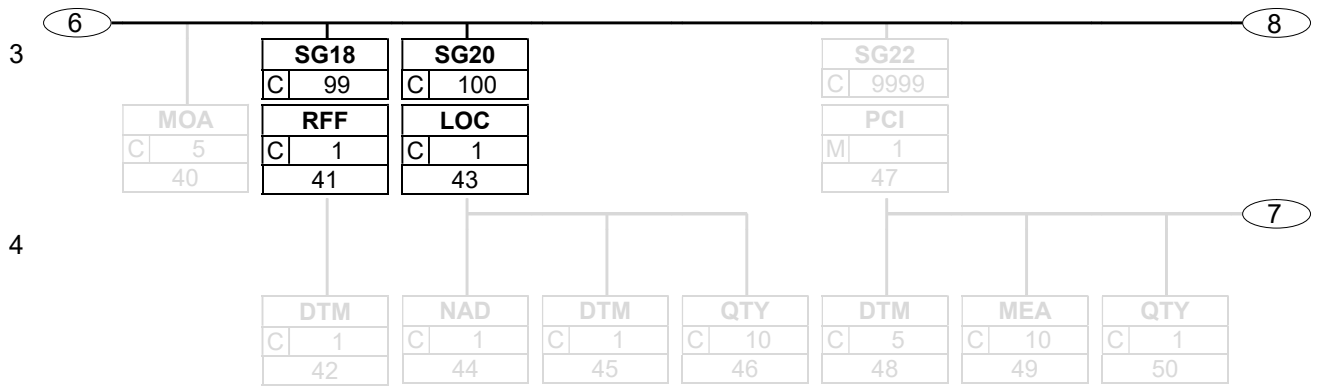 6 8
3
SG18 SG20 SG22
C 99 C 100 C 9999
MOA RFF LOC PCI
C 5 C 1 C 1 M 1
40 41 43 47
7
4
DTM NAD DTM QTY DTM MEA QTY
C 1 C 1 C 1 C 10 C 5 C 10 C 1
42 44 45 46 48 49 50